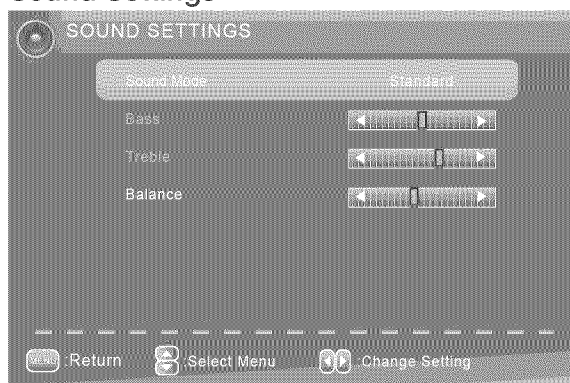 Sound Settings
SOUND SETTINGS
Sound Mode Standard
Bass
Treble
Balance
MENU :Return :Select Menu :Change Setting